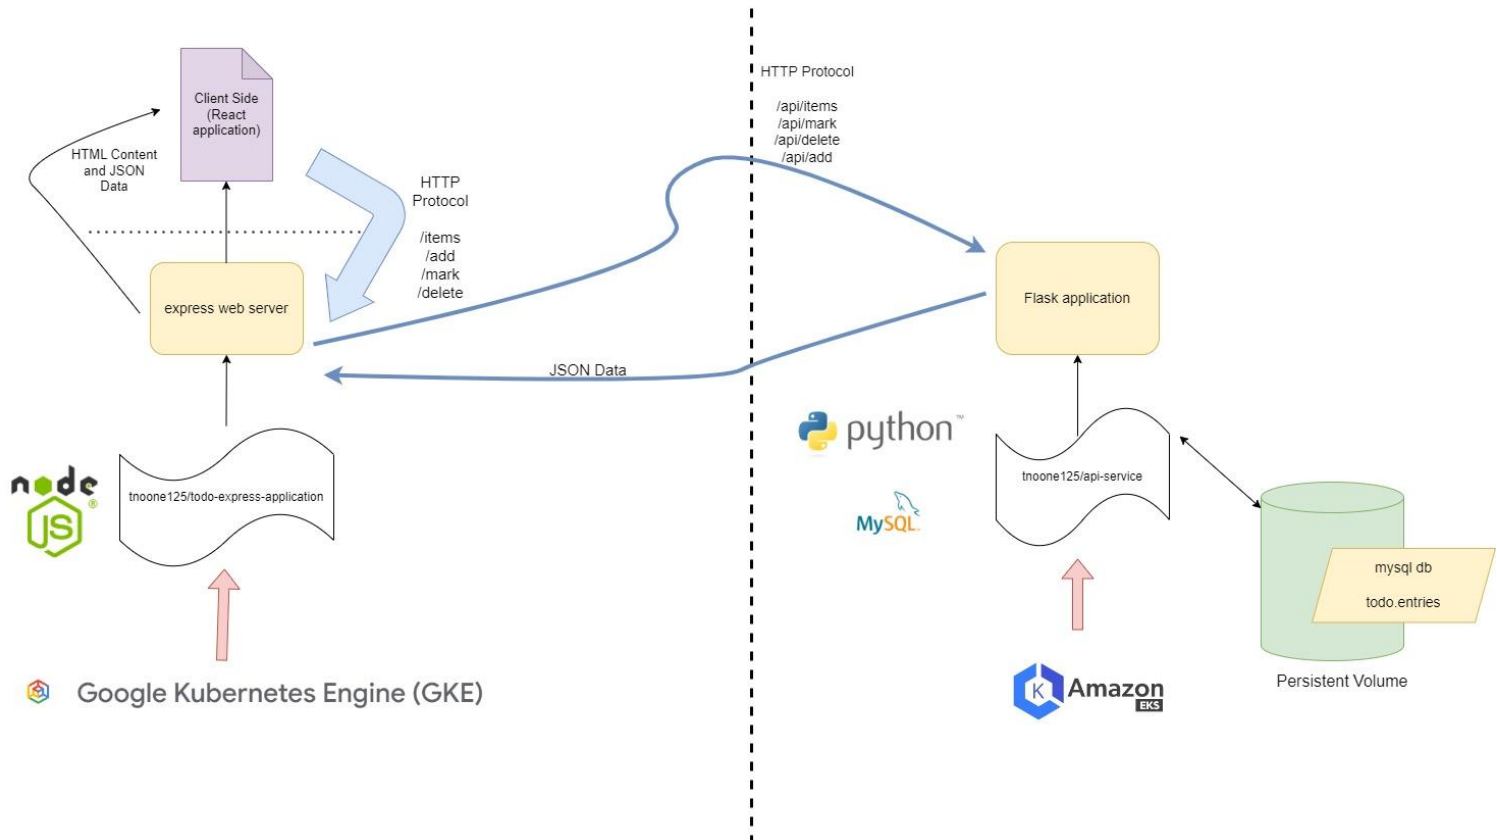 Client Side
(React
application)
HTML Content
and JSON
Data
HTTP
Protocol
/items
/add
/mark
/delete
express web server
tnoone125/todo-express-application
node
JS
®
Google Kubernetes Engine (GKE)
HTTP Protocol
/api/items
/api/mark
/api/delete
/api/add
JSON Data
Flask application
python™
MySQL™
tnoone125/api-service
mysql db
todo.entries
Persistent Volume
K
Amazon
EKS